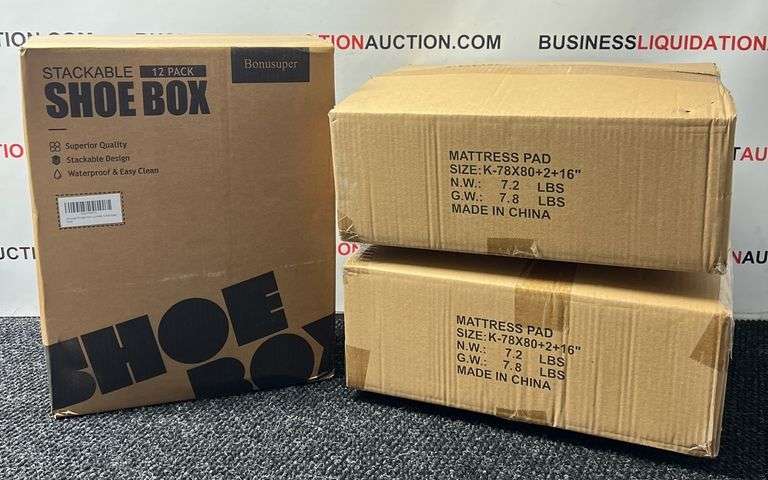 TIONAUCTION.COM
BUSINESSLIQUIDATION
STACKABLE 12 PACK
SHOE BOX
Bonusuper
Superior Quality
Stackable Design
Waterproof & Easy Clean
SHOE
BOX
MATTRESS PAD
SIZE:K-78X80+2+16"
N.W.: 7.2 LBS
G.W.: 7.8 LBS
MADE IN CHINA
MATTRESS PAD
SIZE:K-78X80+2+16"
N.W.: 7.2 LBS
G.W.: 7.8 LBS
MADE IN CHINA